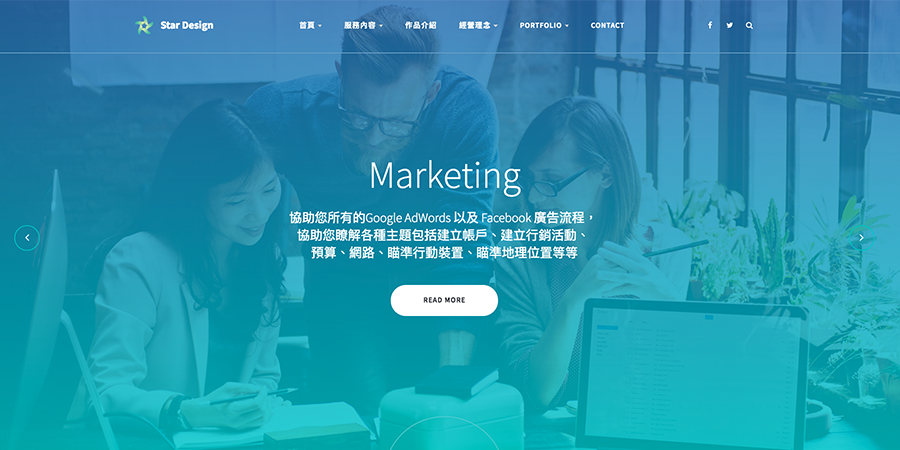 Star Design
首頁
服務內容
作品介紹
經營理念
PORTFOLIO
CONTACT
Marketing
協助您所有的Google AdWords 以及 Facebook 廣告流程，
協助您瞭解各種主題包括建立帳戶、建立行銷活動、
預算、網路、瞄準行動裝置、瞄準地理位置等等
READ MORE